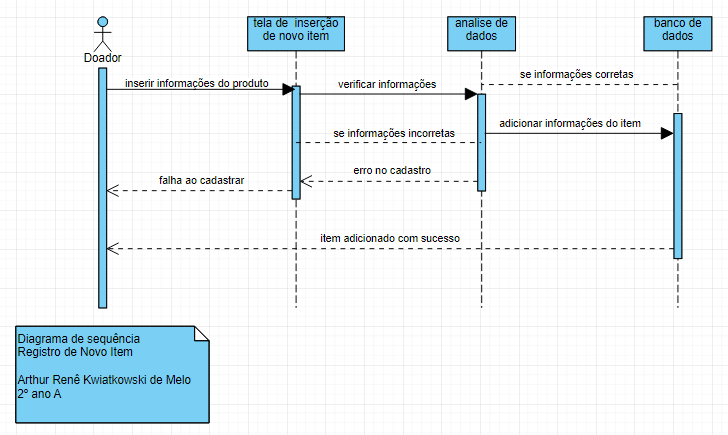 tela de inserção
de novo item
analise de
dados
banco de
dados
Doador
se informações corretas
inserir informações do produto
verificar informações
adicionar informações do item
se informações incorretas
erro no cadastro
falha ao cadastrar
item adicionado com sucesso
Diagrama de sequência
Registro de Novo Item
Arthur Renê Kwiatkowski de Melo
2º ano A